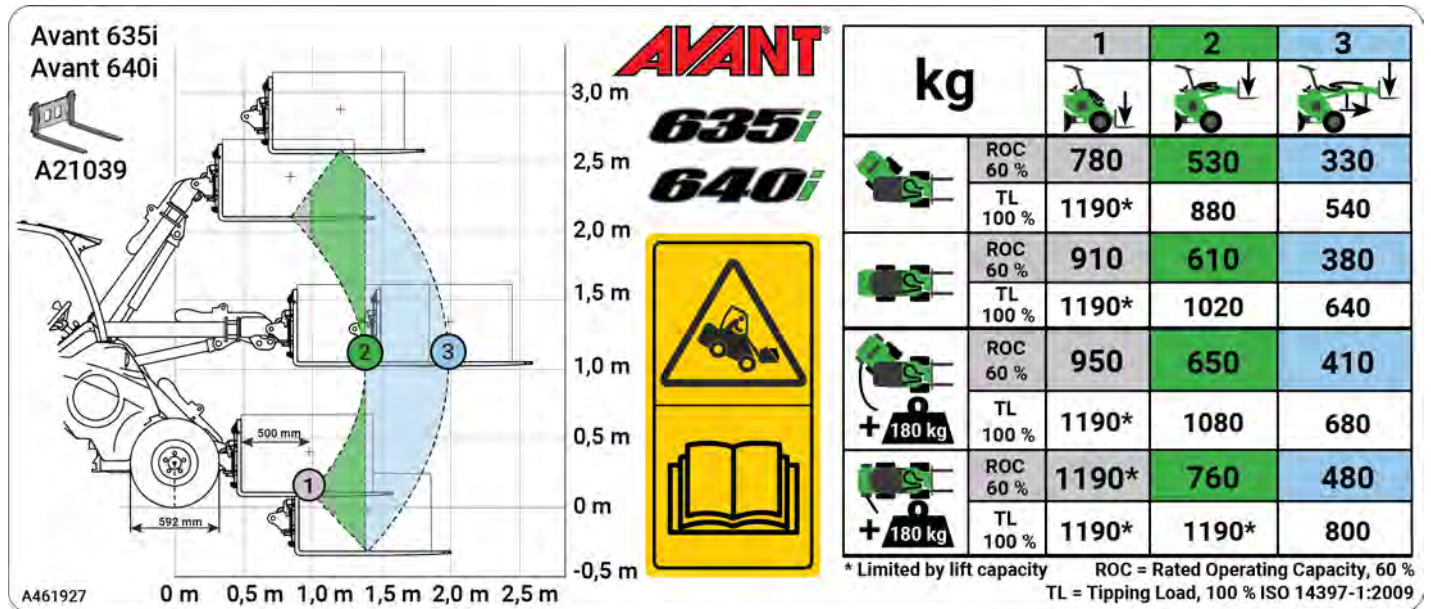 Avant 635i
Avant 640i
A21039
3,0 m
2,5 m
2,0 m
1,5 m
1,0 m
0,5 m
0 m
-0,5 m
2
3
500 mm
1
592 mm
A461927
0 m 0,5 m 1,0 m 1,5 m 2,0 m 2,5 m
AVANT®
635i
640i
kg 1 2 3
ROC 60 % 780 530 330
TL 100 % 1190* 880 540
ROC 60 % 910 610 380
TL 100 % 1190* 1020 640
ROC 60 % 950 650 410
+ 180 kg TL 100 % 1190* 1080 680
ROC 60 % 1190* 760 480
+ 180 kg TL 100 % 1190* 1190* 800
* Limited by lift capacity ROC = Rated Operating Capacity, 60 %
TL = Tipping Load, 100 % ISO 14397-1:2009